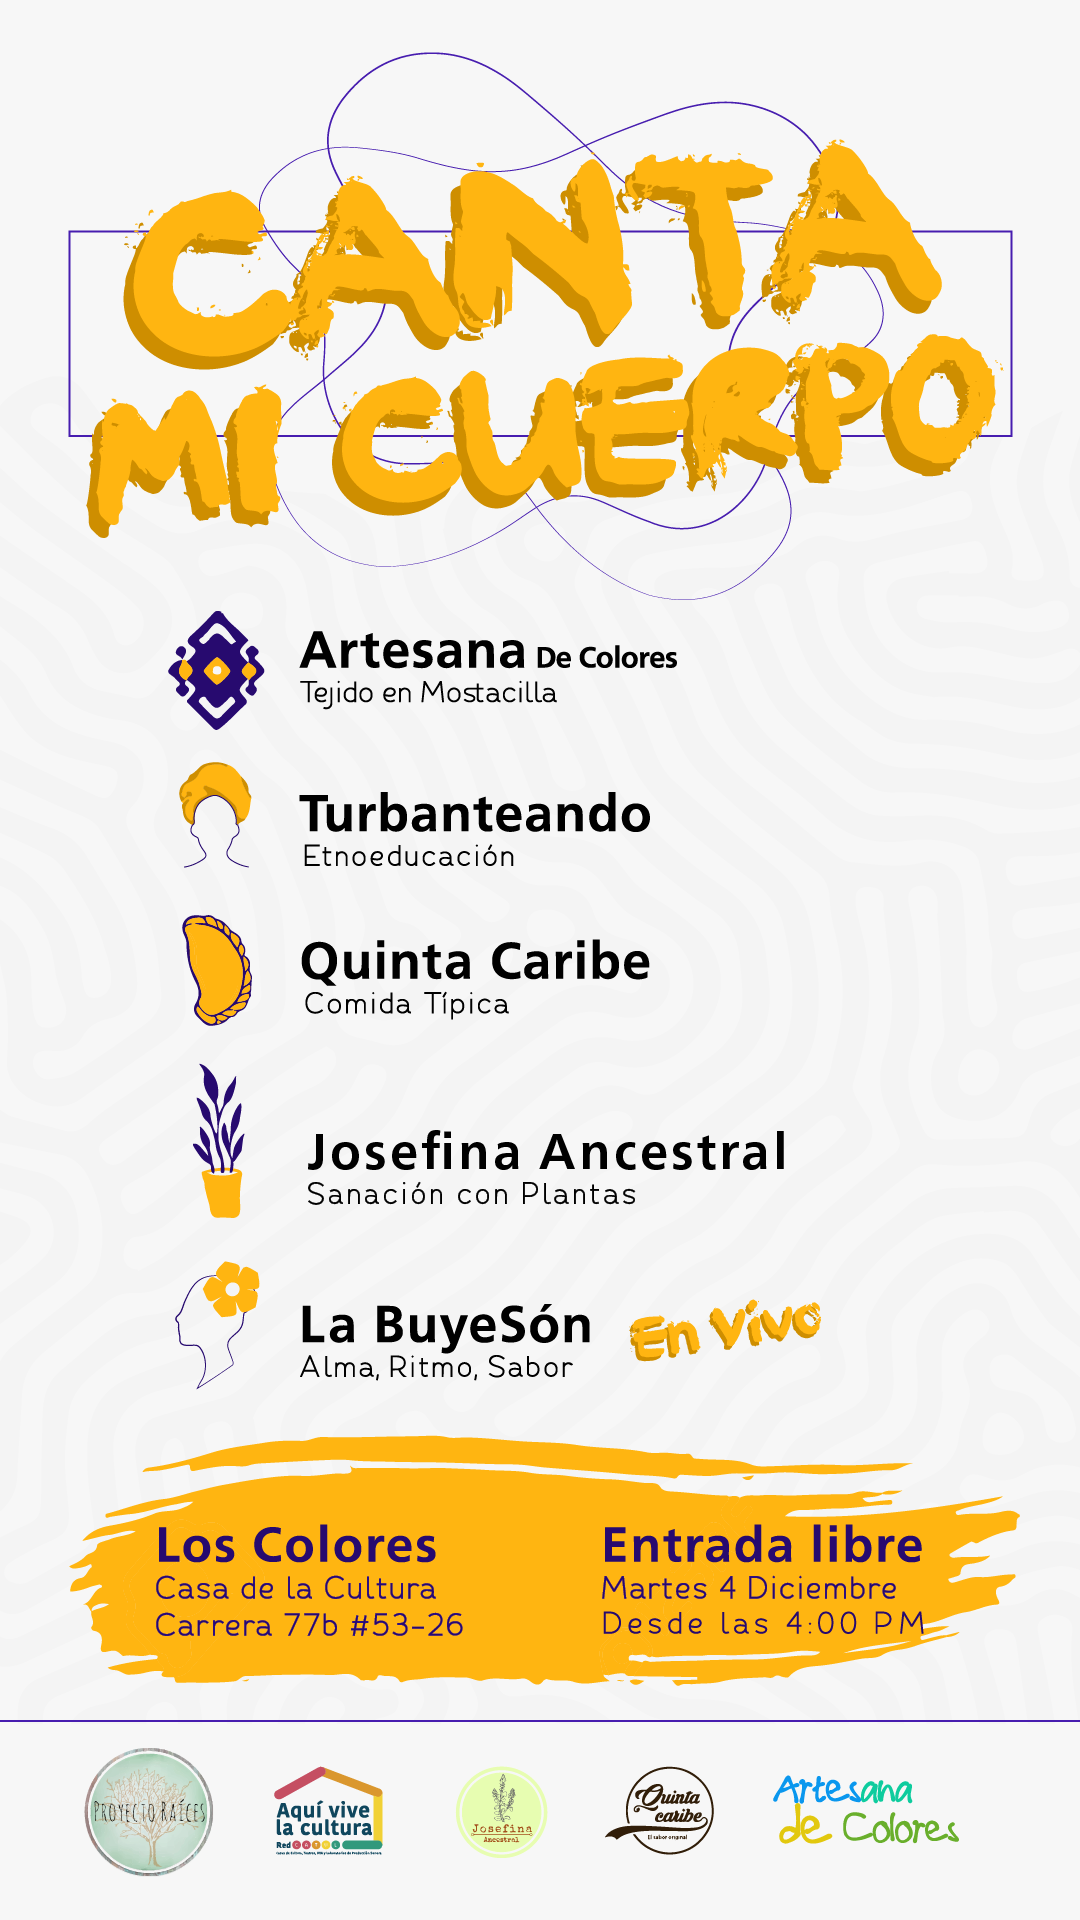 CANTA
MI CUERPO
Artesana De Colores
Tejido en Mostacilla
Turbanteando
Etnoeducación
Quinta Caribe
Comida Típica
Josefina Ancestral
Sanación con Plantas
La BuyeSón
En Vivo
Alma, Ritmo, Sabor
Los Colores
Casa de la Cultura
Carrera 77b #53-26
Entrada libre
Martes 4 Diciembre
Desde las 4:00 PM
PROYECTO RAÍCES
Aquí vive
la cultura
Red
Josefina
Ancestral
Quinta
caribe
El sabor original
Artesana
de Colores